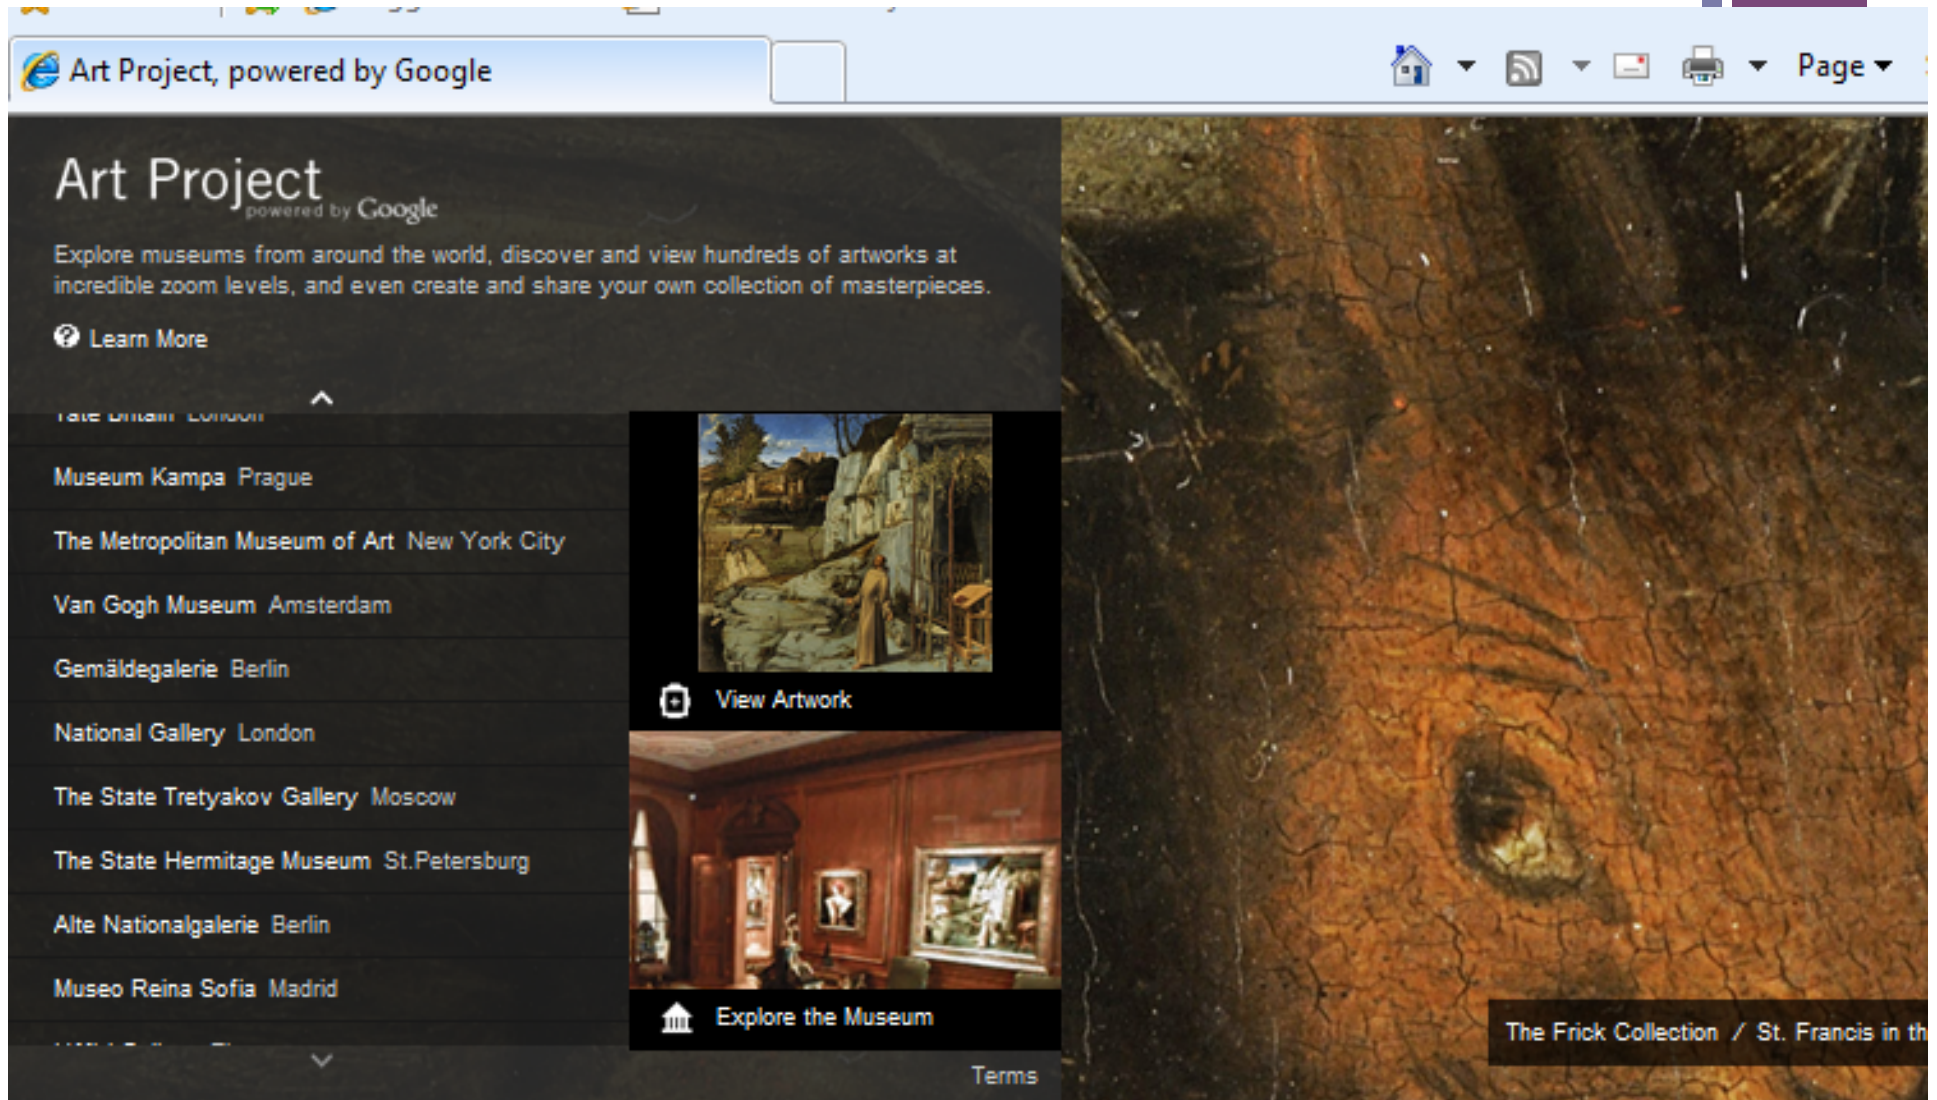 Art Project, powered by Google
Page
Art Project
powered by Google
Explore museums from around the world, discover and view hundreds of artworks at
incredible zoom levels, and even create and share your own collection of masterpieces.
Learn More
Tate Britain London
Museum Kampa Prague
The Metropolitan Museum of Art New York City
Van Gogh Museum Amsterdam
Gemäldegalerie Berlin
National Gallery London
The State Tretyakov Gallery Moscow
The State Hermitage Museum St.Petersburg
Alte Nationalgalerie Berlin
Museo Reina Sofia Madrid
View Artwork
Explore the Museum
Terms
The Frick Collection / St. Francis in th